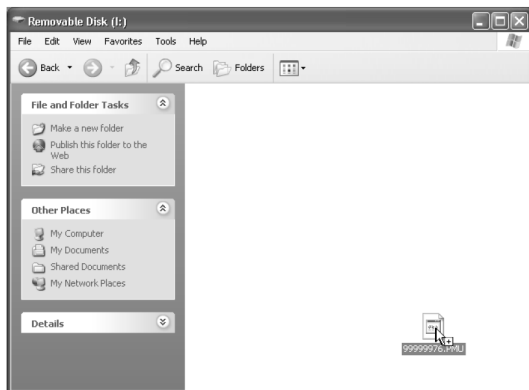 Removable Disk (I:)
File Edit View Favorites Tools Help
Back Search Folders
File and Folder Tasks
Make a new folder
Publish this folder to the
Web
Share this folder
Other Places
My Computer
My Documents
Shared Documents
My Network Places
Details
99999976.PMU